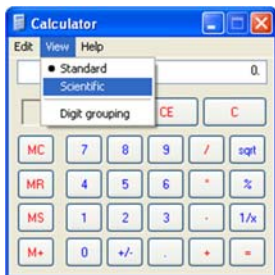 Calculator
Edit View Help
Standard
Scientific
Digit grouping
0.
CE C
MC 7 8 9 / sqrt
MR 4 5 6 * %
MS 1 2 3 - 1/x
M+ 0 +/- . + =